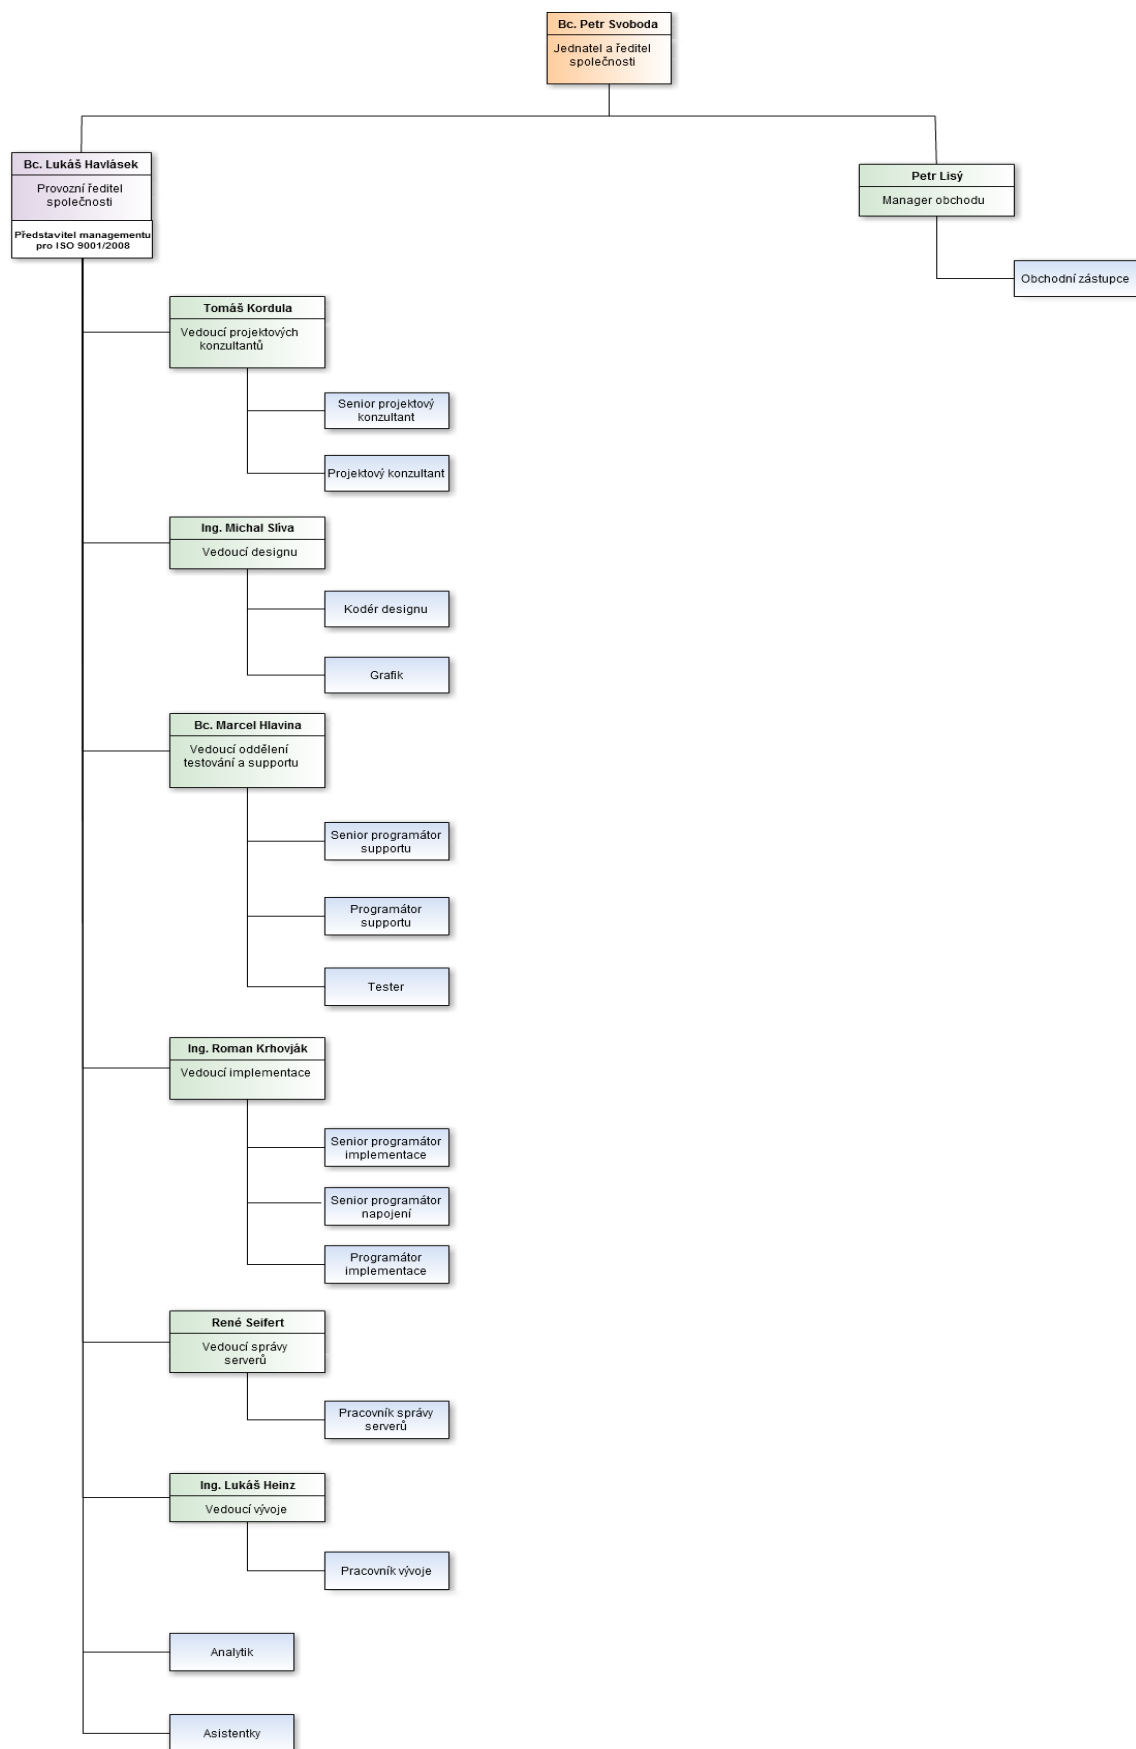 Bc. Petr Svoboda
Jednatel a ředitel
společnosti
Bc. Lukáš Havlásek
Provozní ředitel
společnosti
Představitel managementu
pro ISO 9001/2008
Petr Lisý
Manager obchodu
Obchodní zástupce
Tomáš Kordula
Vedoucí projektových
konzultantů
Senior projektový
konzultant
Projektový konzultant
Ing. Michal Slíva
Vedoucí designu
Kodér designu
Grafik
Bc. Marcel Hlavina
Vedoucí oddělení
testování a supportu
Senior programátor
supportu
Programátor
supportu
Tester
Ing. Roman Krhovják
Vedoucí implementace
Senior programátor
implementace
Senior programátor
napojení
Programátor
implementace
René Seifert
Vedoucí správy
serverů
Pracovník správy
serverů
Ing. Lukáš Heinz
Vedoucí vývoje
Pracovník vývoje
Analytik
Asistentky